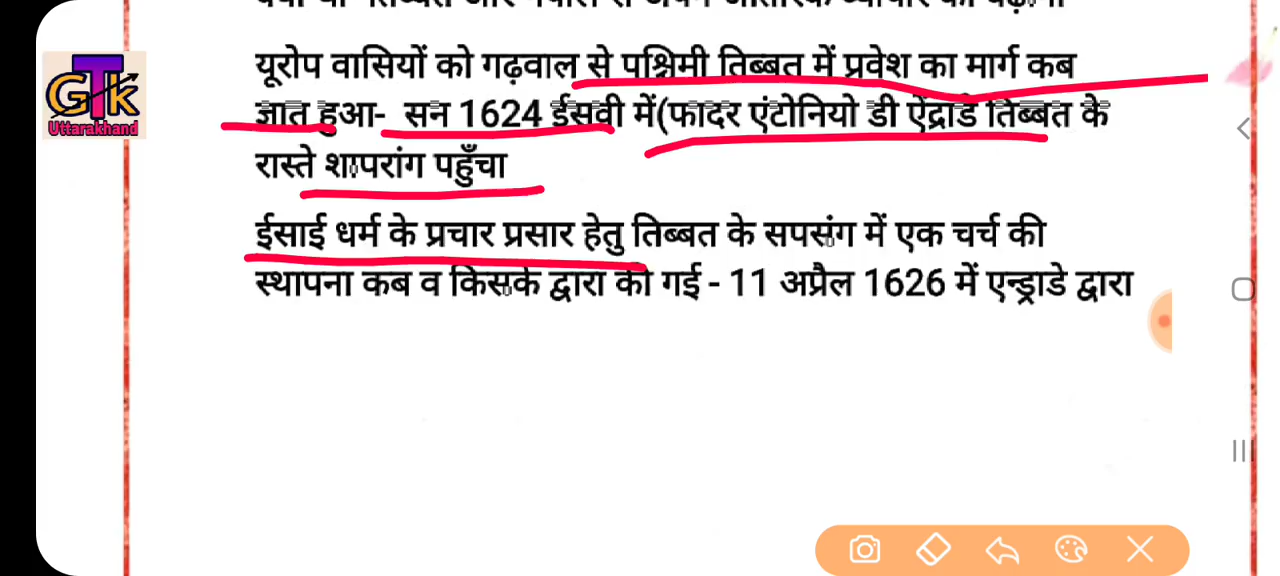 यूरोप वासियों को गढ़वाल से पश्चिमी तिब्बत में प्रवेश का मार्ग कब
ज्ञात हुआ- सन 1624 ईसवी में(फादर एंटोनियो डी ऐंद्राडे तिब्बत के
रास्ते शापरांग पहुँचा
ईसाई धर्म के प्रचार प्रसार हेतु तिब्बत के सपसंग में एक चर्च की
स्थापना कब व किसके द्वारा की गई - 11 अप्रैल 1626 में एन्ड्राडे द्वारा
GTK
Uttarakhand